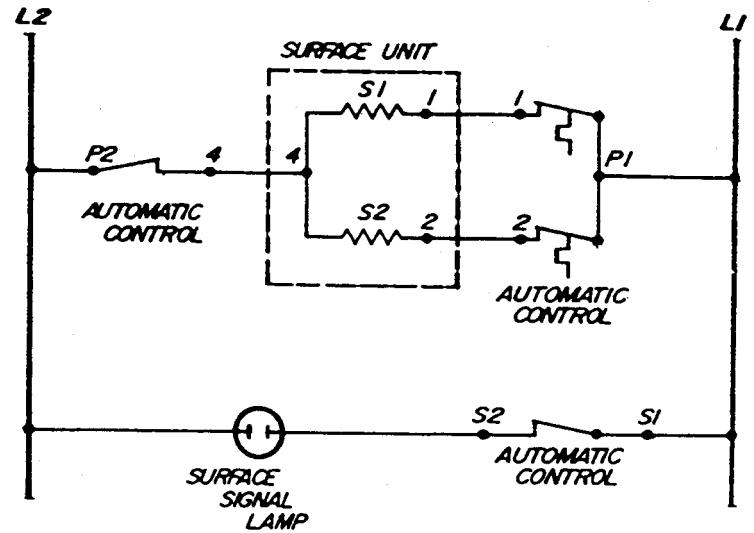 L2
L1
SURFACE UNIT
S1
1
1
P2
4
4
P1
AUTOMATIC
CONTROL
S2
2
2
AUTOMATIC
CONTROL
S2
S1
AUTOMATIC
CONTROL
SURFACE
SIGNAL
LAMP